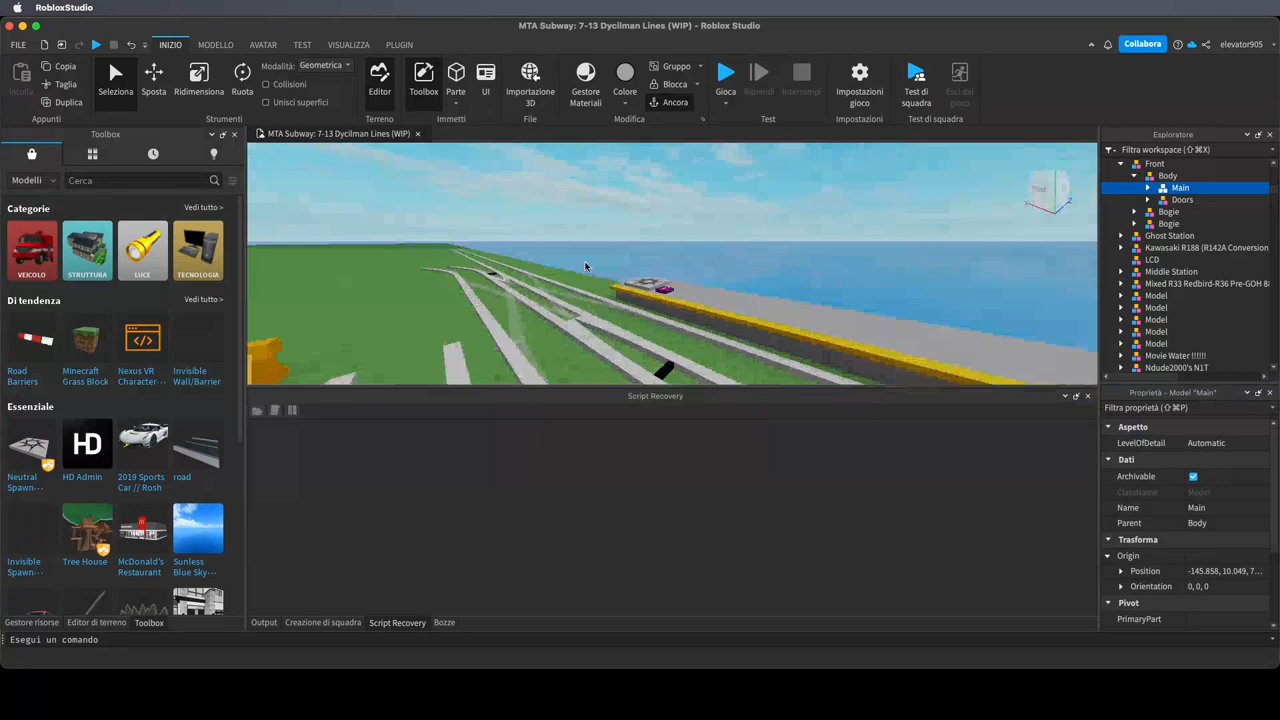 RobloxStudio
MTA Subway: 7-13 Dycilman Lines (WIP) - Roblox Studio
FILE INIZIO MODELLO AVATAR TEST VISUALIZZA PLUGIN Collabora elevator905
Incolla Copia Taglia Duplica
Seleziona Sposta Ridimensiona Ruota
Modalità: Geometrica
Collisioni
Unisci superfici
Editor Toolbox Parte UI
Importazione 3D
Gestore Materiali
Colore
Gruppo
Blocca
Ancora
Gioca Riprendi Interrompi
Impostazioni gioco
Test di squadra
Esci dal gioco
Appunti Strumenti Terreno Immetti File Modifica Test Impostazioni Test di squadra
Toolbox
MTA Subway: 7-13 Dycilman Lines (WIP)
Modelli Cerca
Categorie Vedi tutto >
VEICOLO STRUTTURA LUCE TECNOLOGIA
Di tendenza Vedi tutto >
Road Barriers
Minecraft Grass Block
Nexus VR Character···
Invisible Wall/Barrier
Essenziale
Neutral Spawn···
HD
HD Admin
2019 Sports Car // Rosh
road
Invisible Spawn···
Tree House
McDonald's Restaurant
Sunless Blue Sky···
Gestore risorse Editor di terreno Toolbox
Script Recovery
Output Creazione di squadra Script Recovery Bozze
Esegui un comando
Esploratore
Filtra workspace (⇧⌘X)
Front
Body
Main
Doors
Bogie
Bogie
Ghost Station
Kawasaki R188 (R142A Conversion
LCD
Middle Station
Mixed R33 Redbird-R36 Pre-GOH 8
Model
Model
Model
Model
Model
Movie Water !!!!!!
Ndude2000's N1T
Proprietà - Model "Main"
Filtra proprietà (⇧⌘P)
Aspetto
LevelOfDetail Automatic
Dati
Archivable
ClassName Model
Name Main
Parent Body
Trasforma
Origin
Position -145.858, 10.049, 7...
Orientation 0, 0, 0
Pivot
PrimaryPart